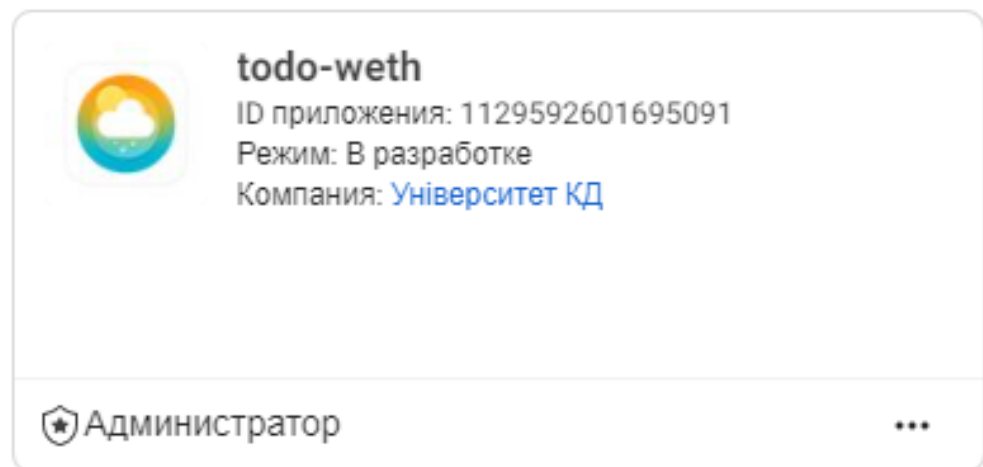 todo-weth
ID приложения: 1129592601695091
Режим: В разработке
Компания: Університет КД
Администратор